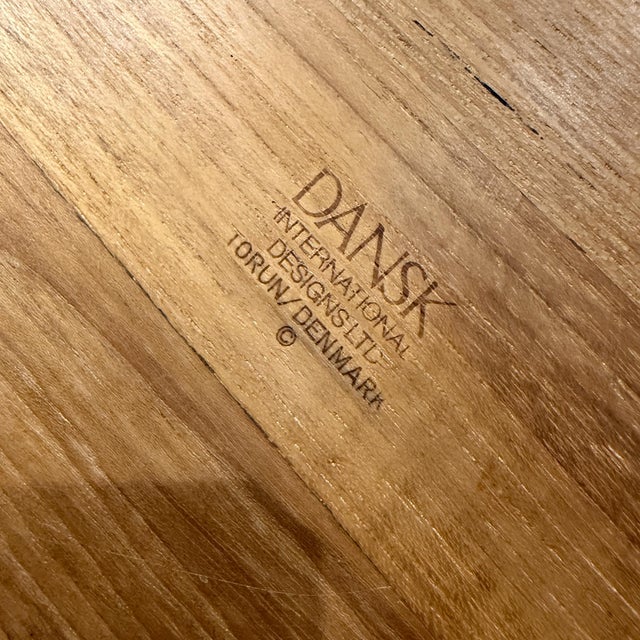 DANSK
INTERNATIONAL
DESIGNS LTD
TORUN/DENMARK
©